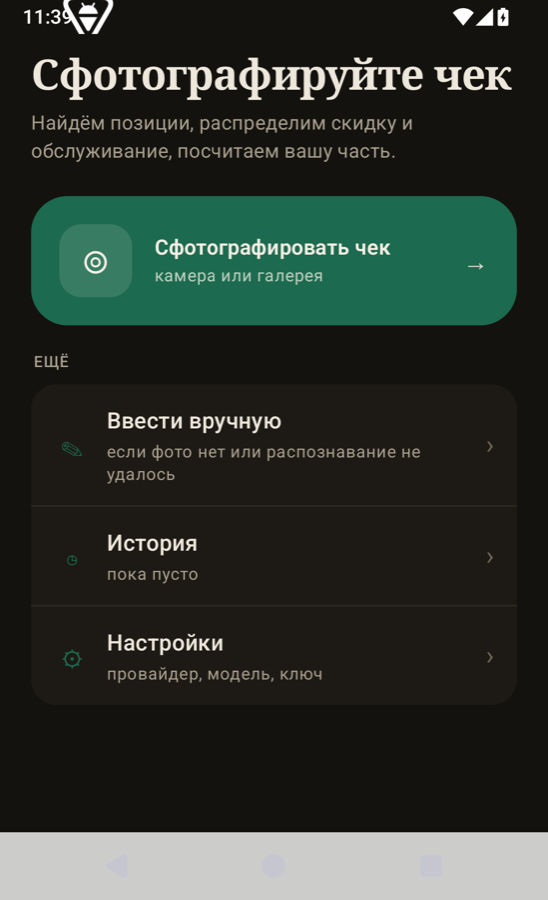 11:39
Сфотографируйте чек
Найдём позиции, распределим скидку и
обслуживание, посчитаем вашу часть.
Сфотографировать чек
камера или галерея
→
ЕЩЁ
Ввести вручную
если фото нет или распознавание не
удалось
›
История
пока пусто
›
Настройки
провайдер, модель, ключ
›